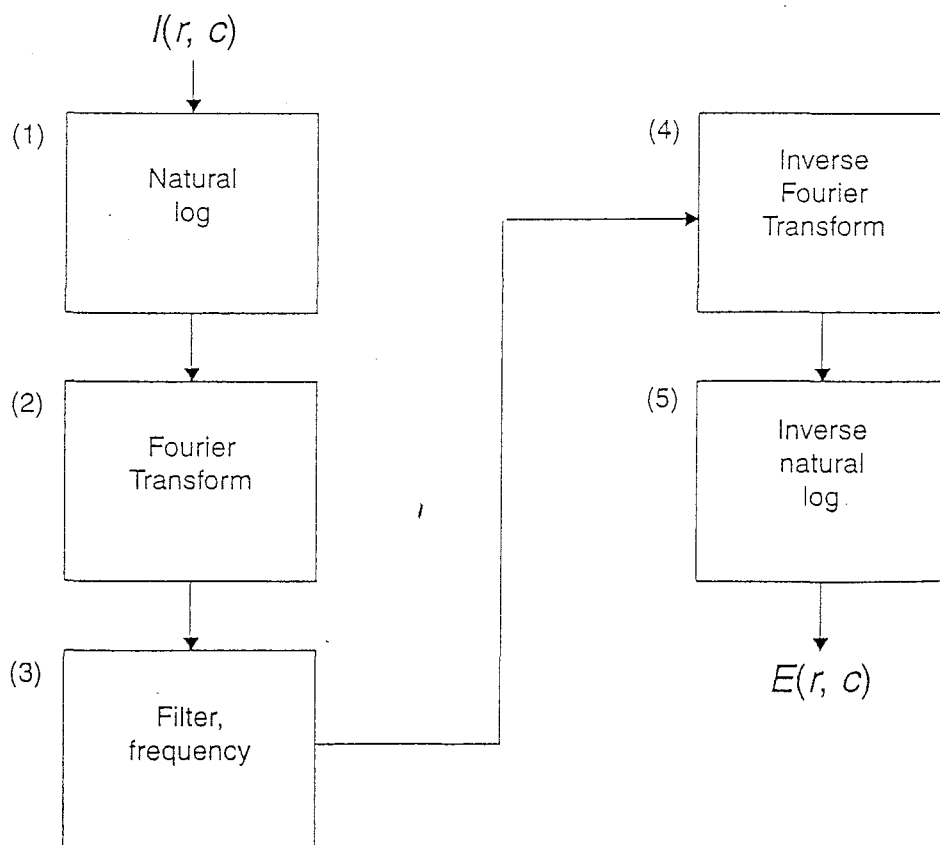 I(r, c)
(1)
Natural
log
(2)
Fourier
Transform
(3)
Filter,
frequency
(4)
Inverse
Fourier
Transform
(5)
Inverse
natural
log
E(r, c)